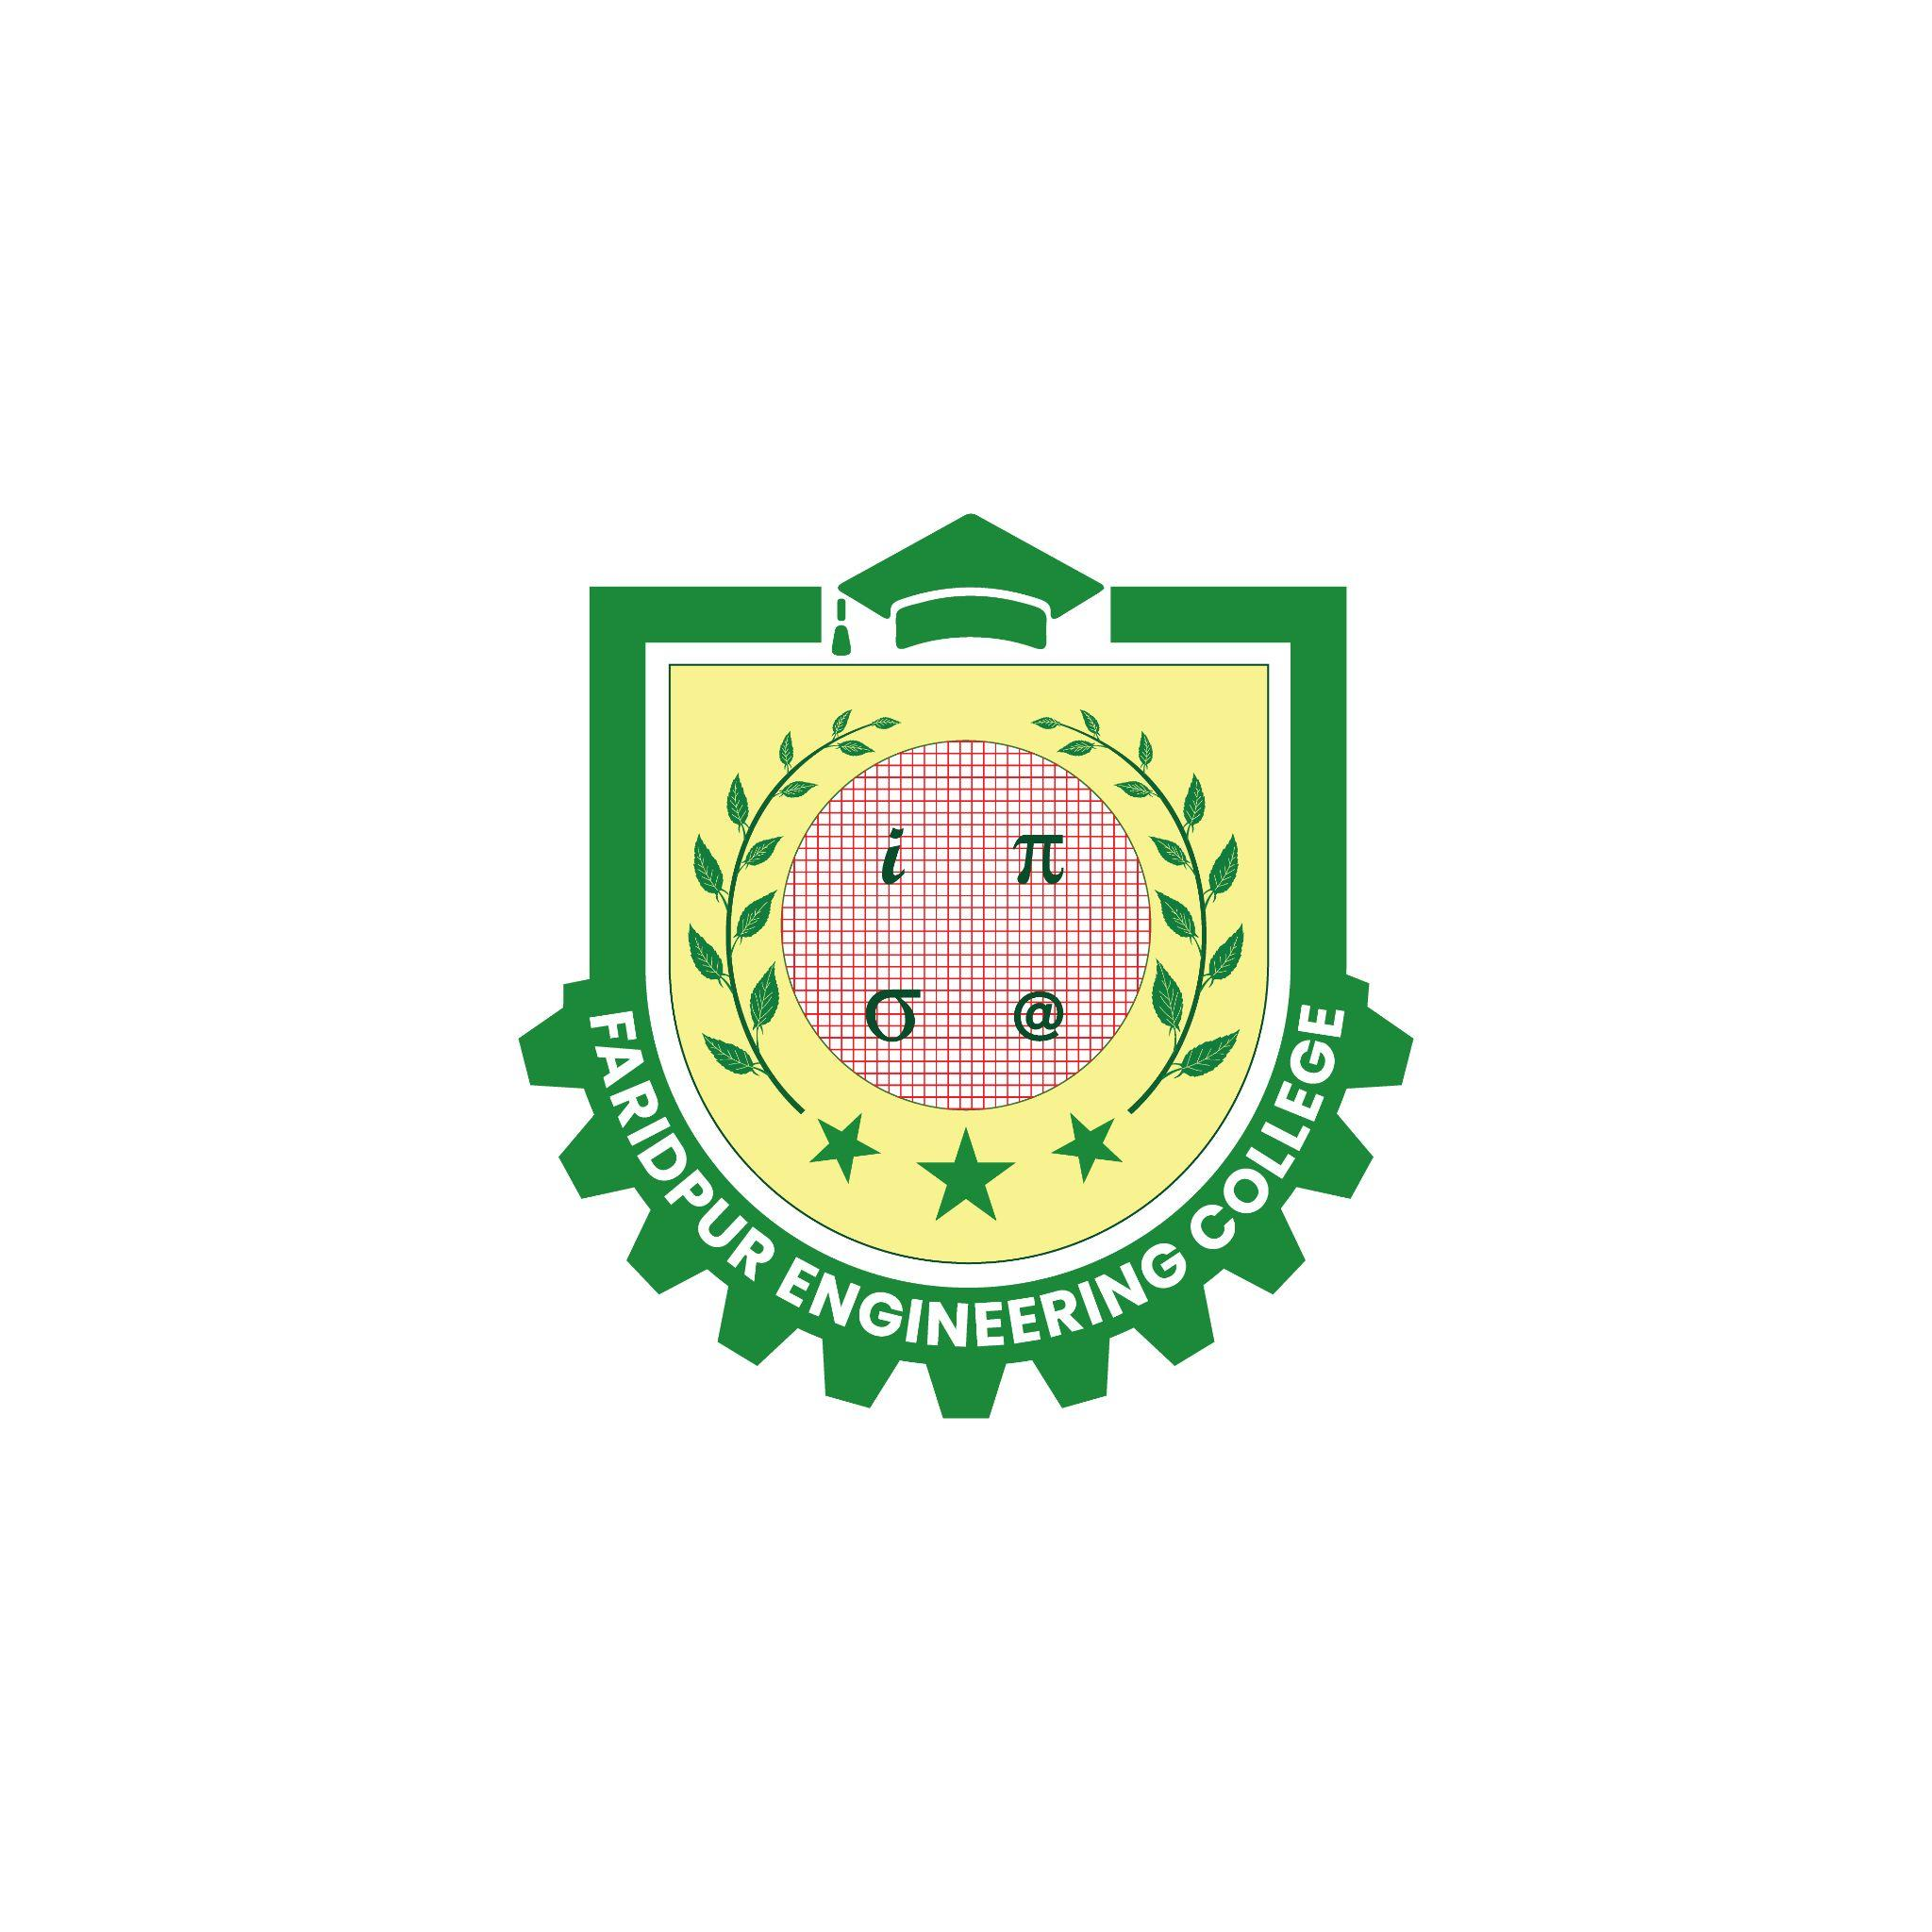 i π
σ @
FARIDPUR ENGINEERING COLLEGE